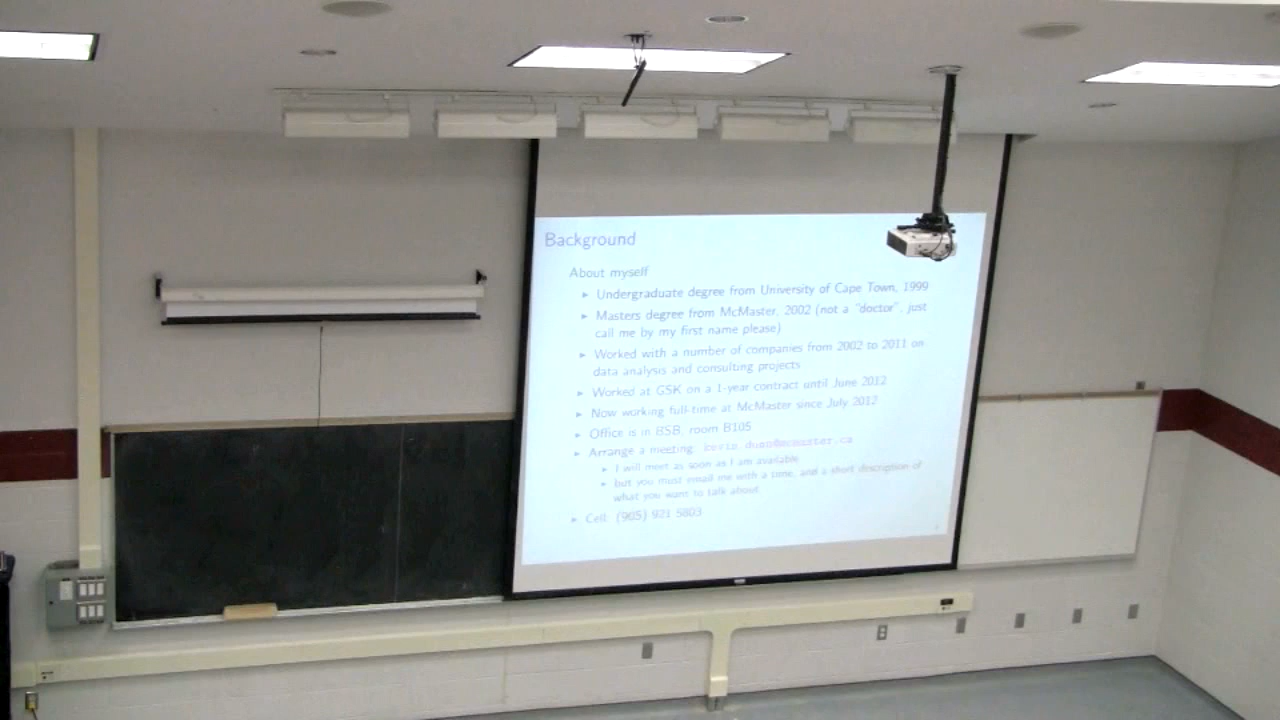 Background
About myself
▸ Undergraduate degree from University of Cape Town, 1999
▸ Masters degree from McMaster, 2002 (not a "doctor", just
call me by my first name please)
▸ Worked with a number of companies from 2002 to 2011 on
data analysis and consulting projects
▸ Worked at GSK on a 1-year contract until June 2012
▸ Now working full-time at McMaster since July 2012
▸ Office is in BSB, room B105
▸ Arrange a meeting: kevin.dunn@mcmaster.ca
▸ I will meet as soon as I am available
▸ but you must email me with a time, and a short description of
what you want to talk about
▸ Cell: (905) 921 5803